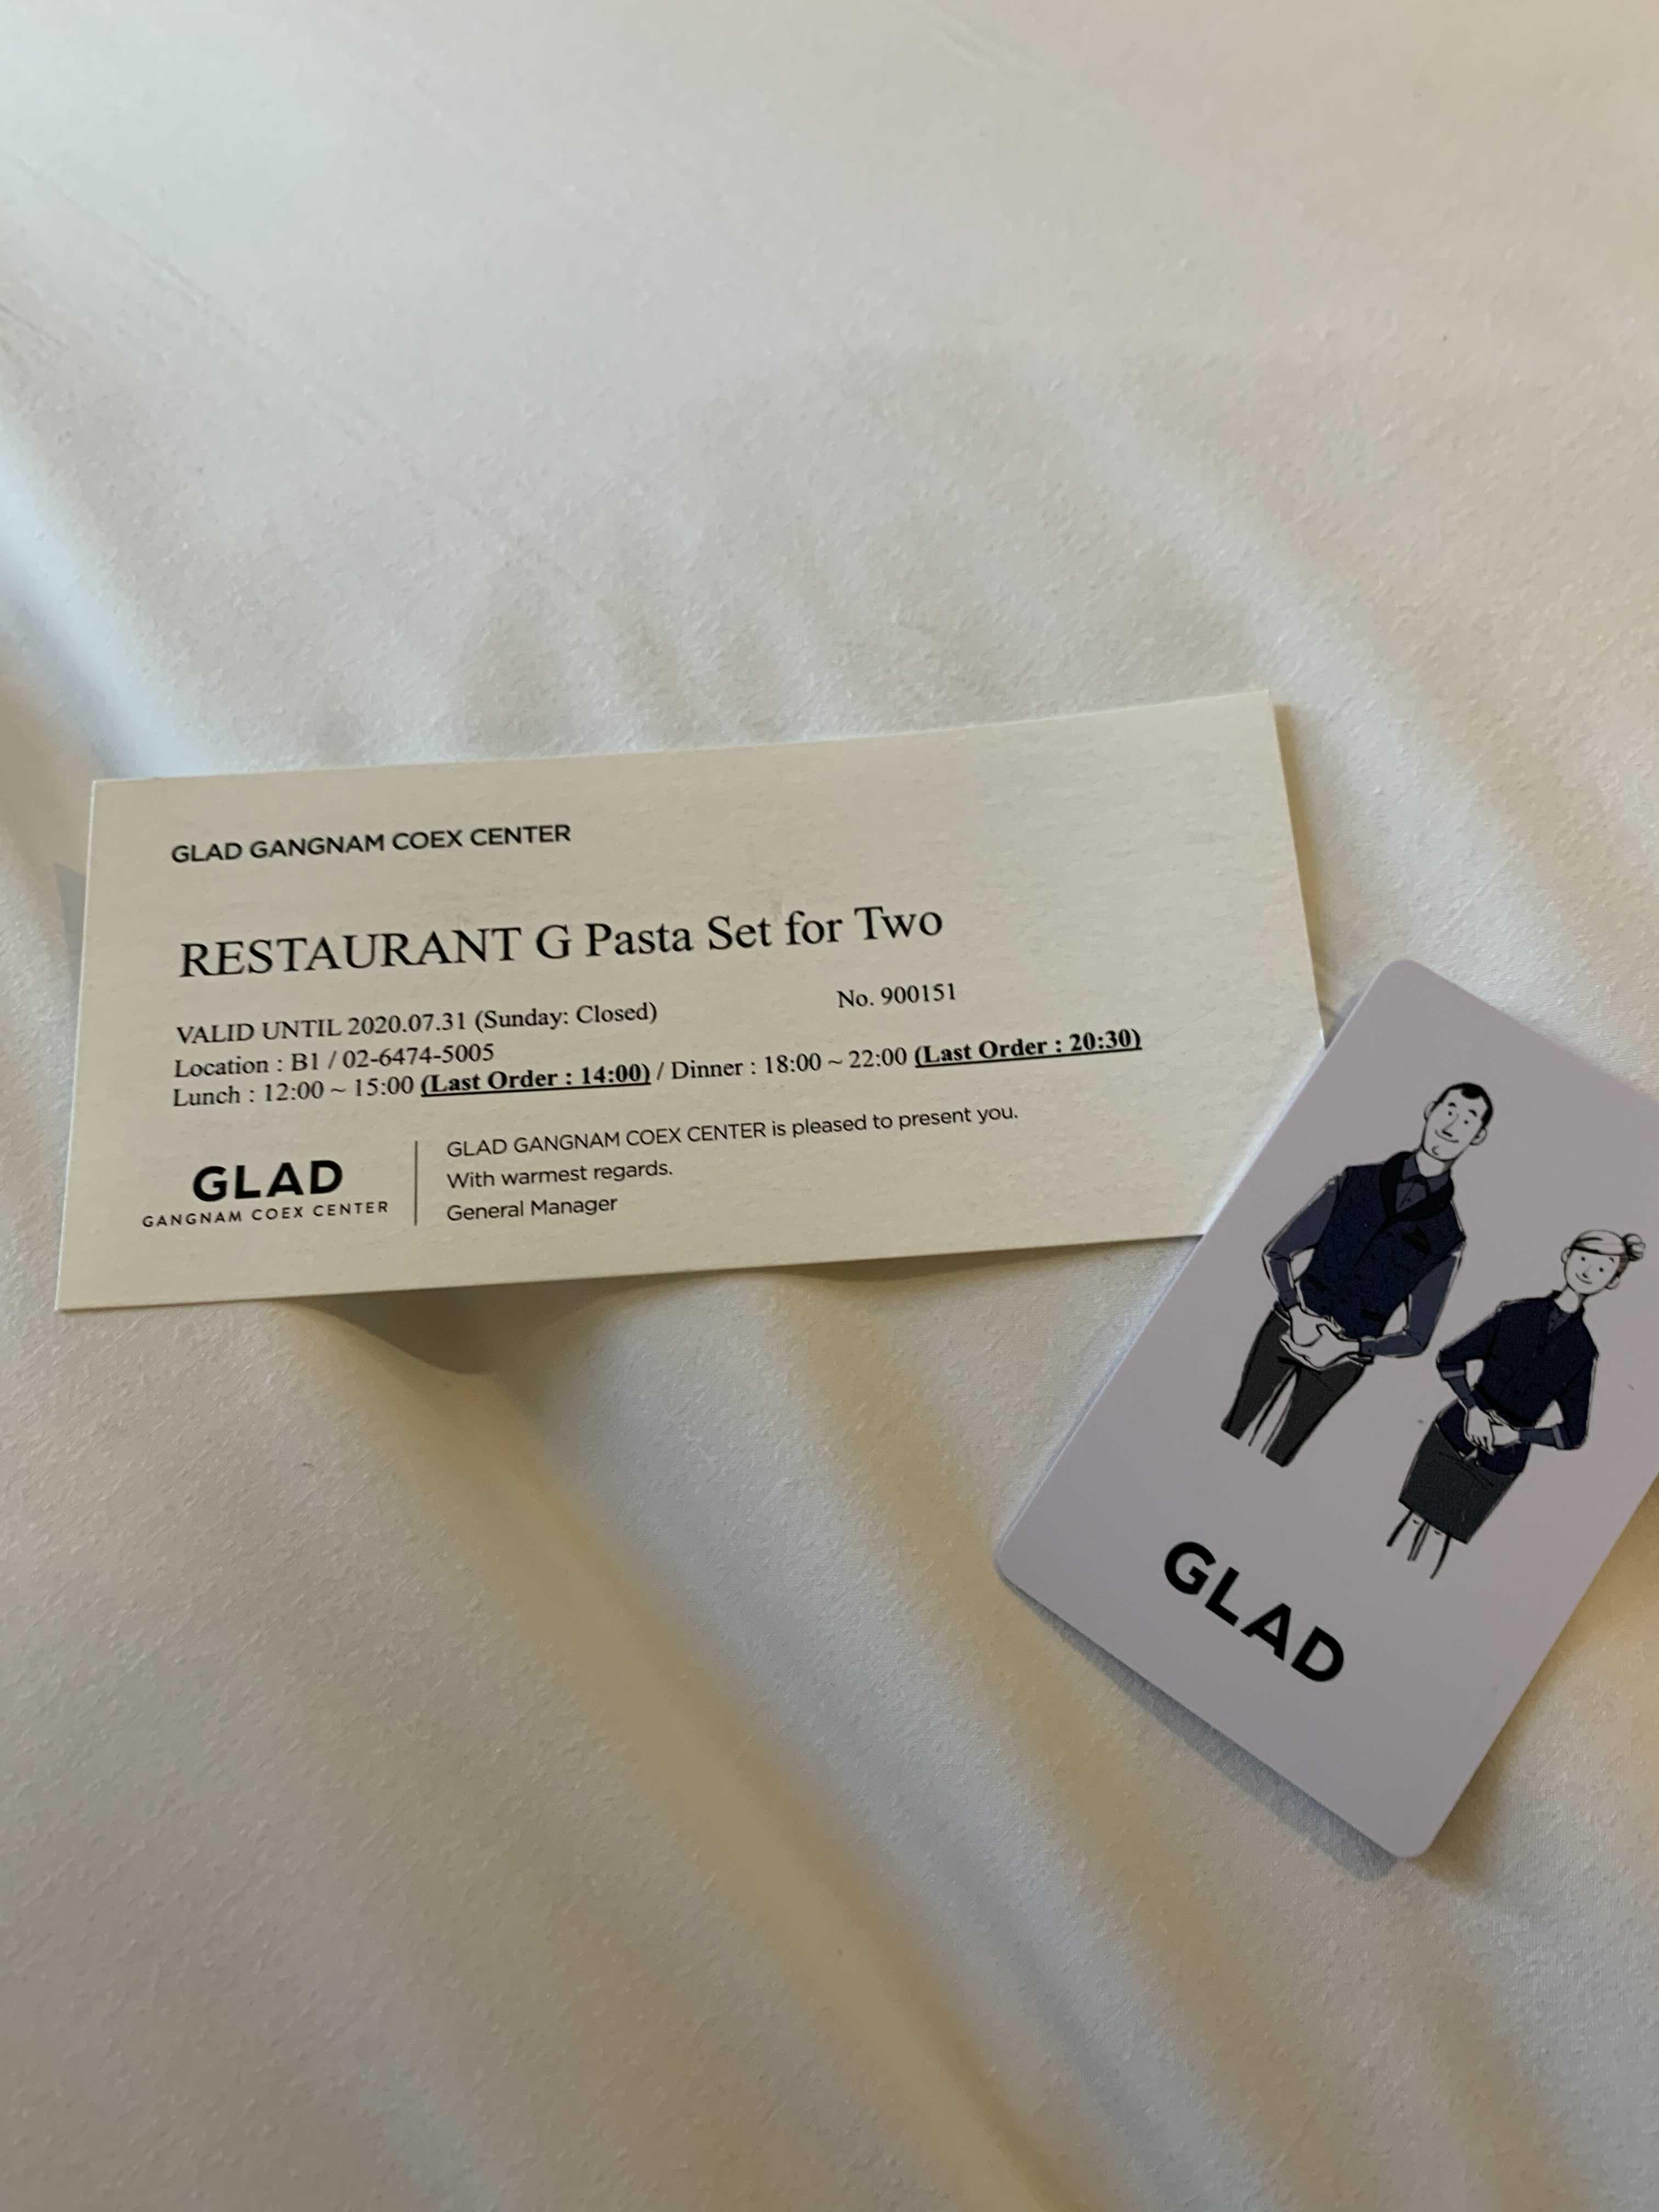 GLAD GANGNAM COEX CENTER
RESTAURANT G Pasta Set for Two
VALID UNTIL 2020.07.31 (Sunday: Closed) No. 900151
Location : B1 / 02-6474-5005
Lunch : 12:00 ~ 15:00 (Last Order : 14:00) / Dinner : 18:00 ~ 22:00 (Last Order : 20:30)
GLAD
GANGNAM COEX CENTER
GLAD GANGNAM COEX CENTER is pleased to present you.
With warmest regards.
General Manager
GLAD